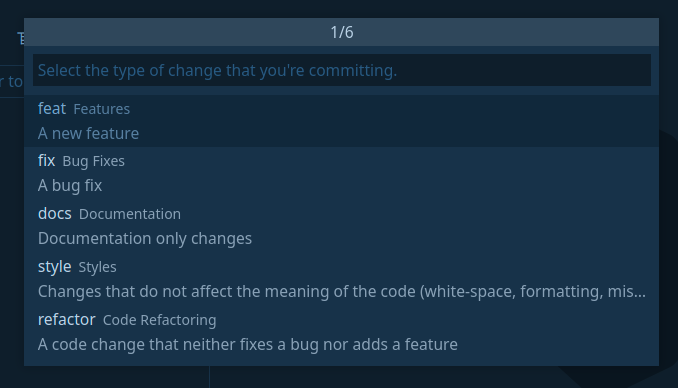 1/6
r to
Select the type of change that you're committing.
feat Features
A new feature
fix Bug Fixes
A bug fix
docs Documentation
Documentation only changes
style Styles
Changes that do not affect the meaning of the code (white-space, formatting, mis...
refactor Code Refactoring
A code change that neither fixes a bug nor adds a feature